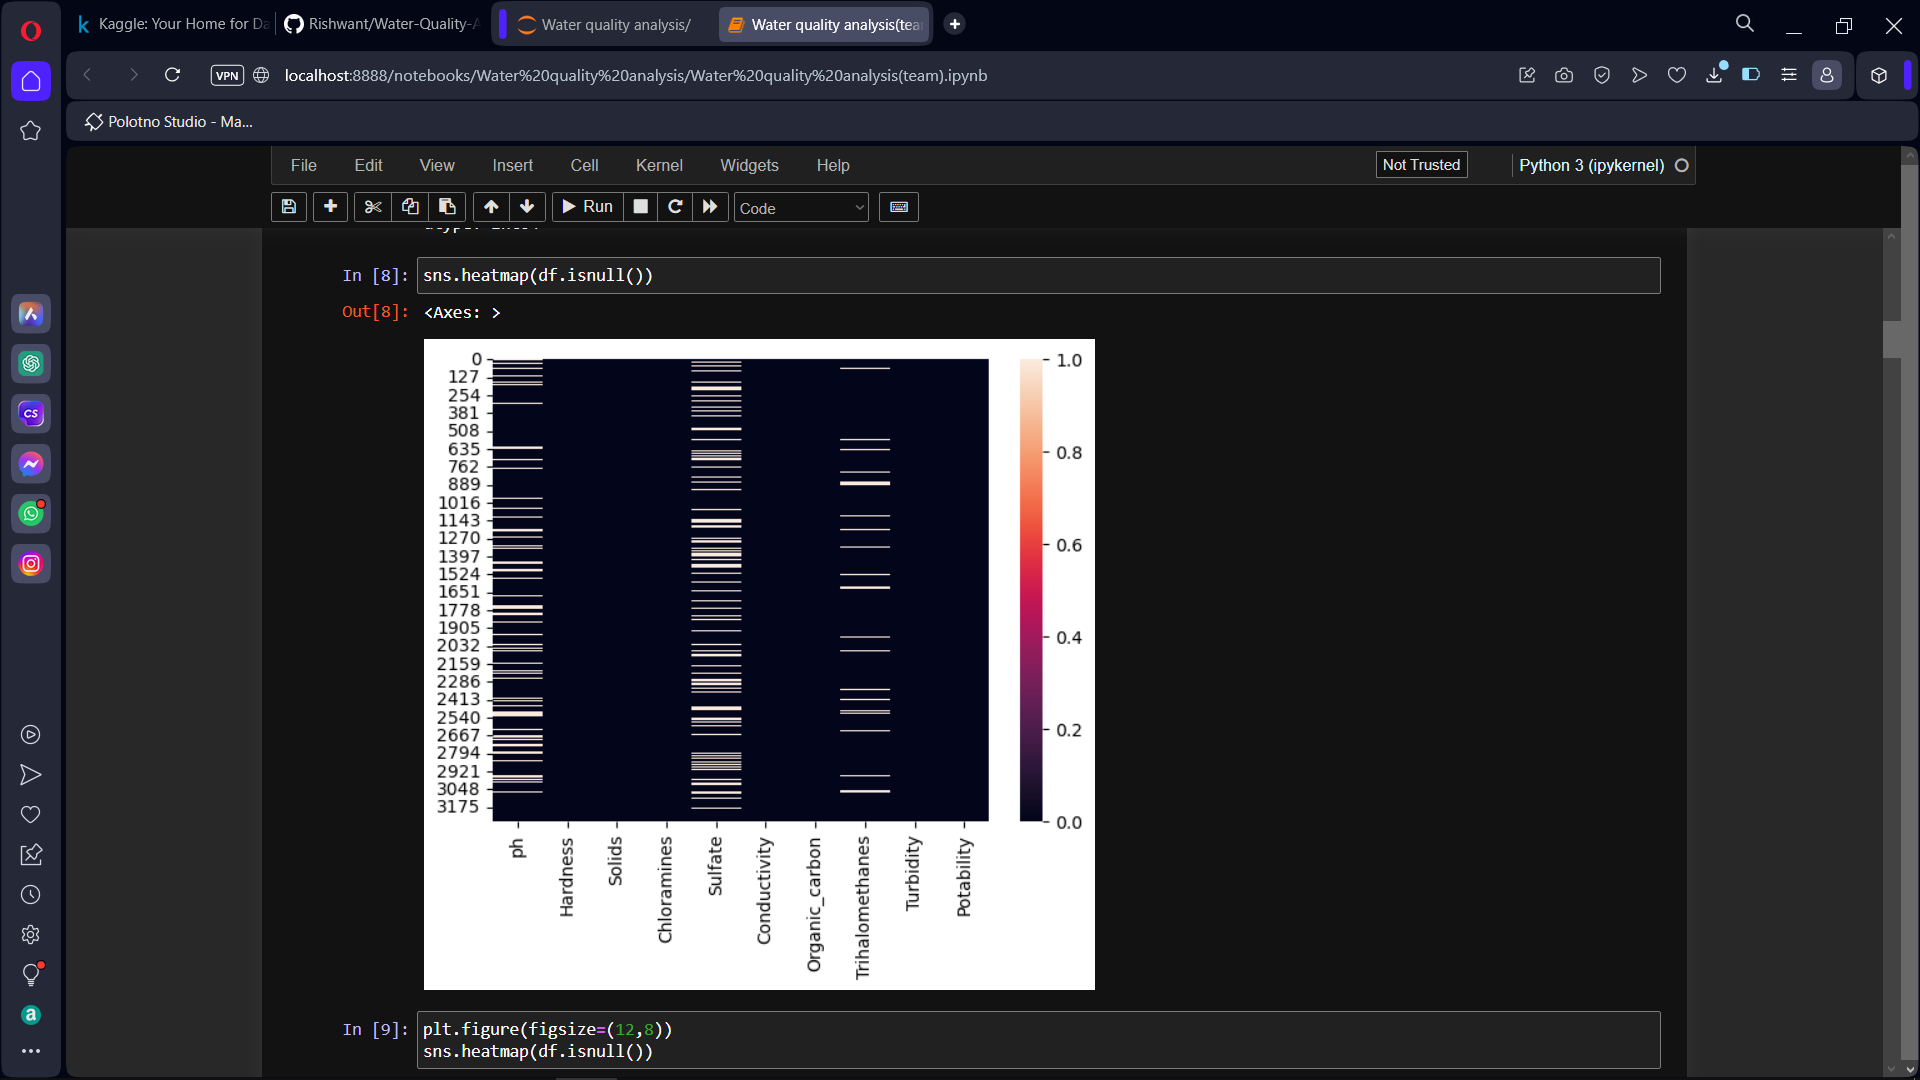 Kaggle: Your Home for Da
Rishwant/Water-Quality-A
Water quality analysis/
Water quality analysis(tea
VPN
localhost:8888/notebooks/Water%20quality%20analysis/Water%20quality%20analysis(team).ipynb
Polotno Studio - Ma...
File Edit View Insert Cell Kernel Widgets Help
Not Trusted
Python 3 (ipykernel)
Run
Code
In [8]: sns.heatmap(df.isnull())
Out[8]: <Axes: >
0
127
254
381
508
635
762
889
1016
1143
1270
1397
1524
1651
1778
1905
2032
2159
2286
2413
2540
2667
2794
2921
3048
3175
ph
Hardness
Solids
Chloramines
Sulfate
Conductivity
Organic_carbon
Trihalomethanes
Turbidity
Potability
1.0
0.8
0.6
0.4
0.2
0.0
In [9]: plt.figure(figsize=(12,8))
sns.heatmap(df.isnull())
CS
a